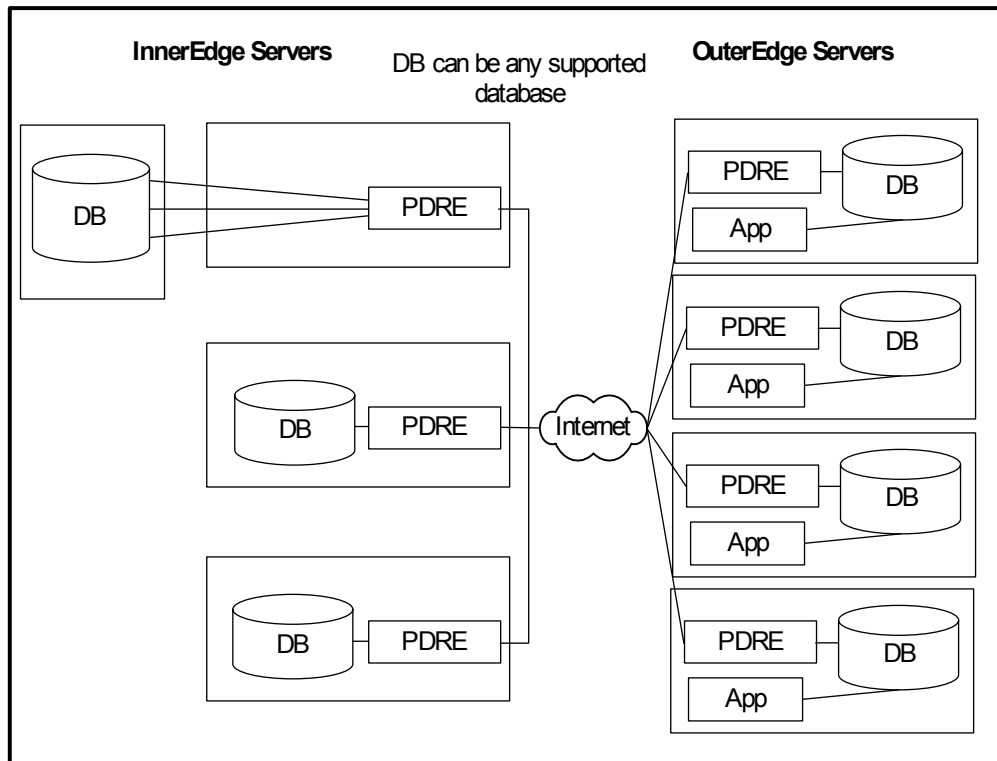 InnerEdge Servers
DB can be any supported
database
OuterEdge Servers
DB
PDRE
DB
PDRE
DB
PDRE
Internet
PDRE
DB
App
PDRE
DB
App
PDRE
DB
App
PDRE
DB
App